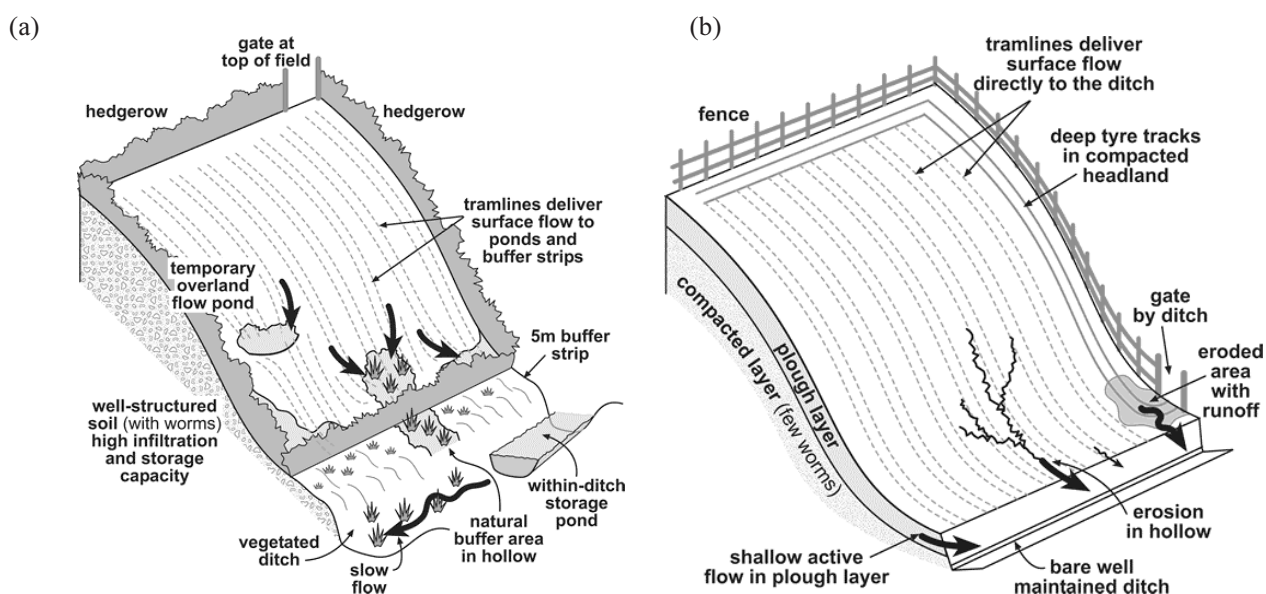 (a)
gate at
top of field
hedgerow
hedgerow
tramlines deliver
surface flow to
ponds and
buffer strips
temporary
overland
flow pond
5m buffer
strip
well-structured
soil (with worms)
high infiltration
and storage
capacity
within-ditch
storage
pond
natural
buffer area
in hollow
vegetated
ditch
slow
flow
(b)
tramlines deliver
surface flow
directly to the ditch
fence
deep tyre tracks
in compacted
headland
gate
by ditch
eroded
area
with
runoff
plough layer
compacted layer (few worms)
erosion
in hollow
shallow active
flow in plough layer
bare well
maintained ditch